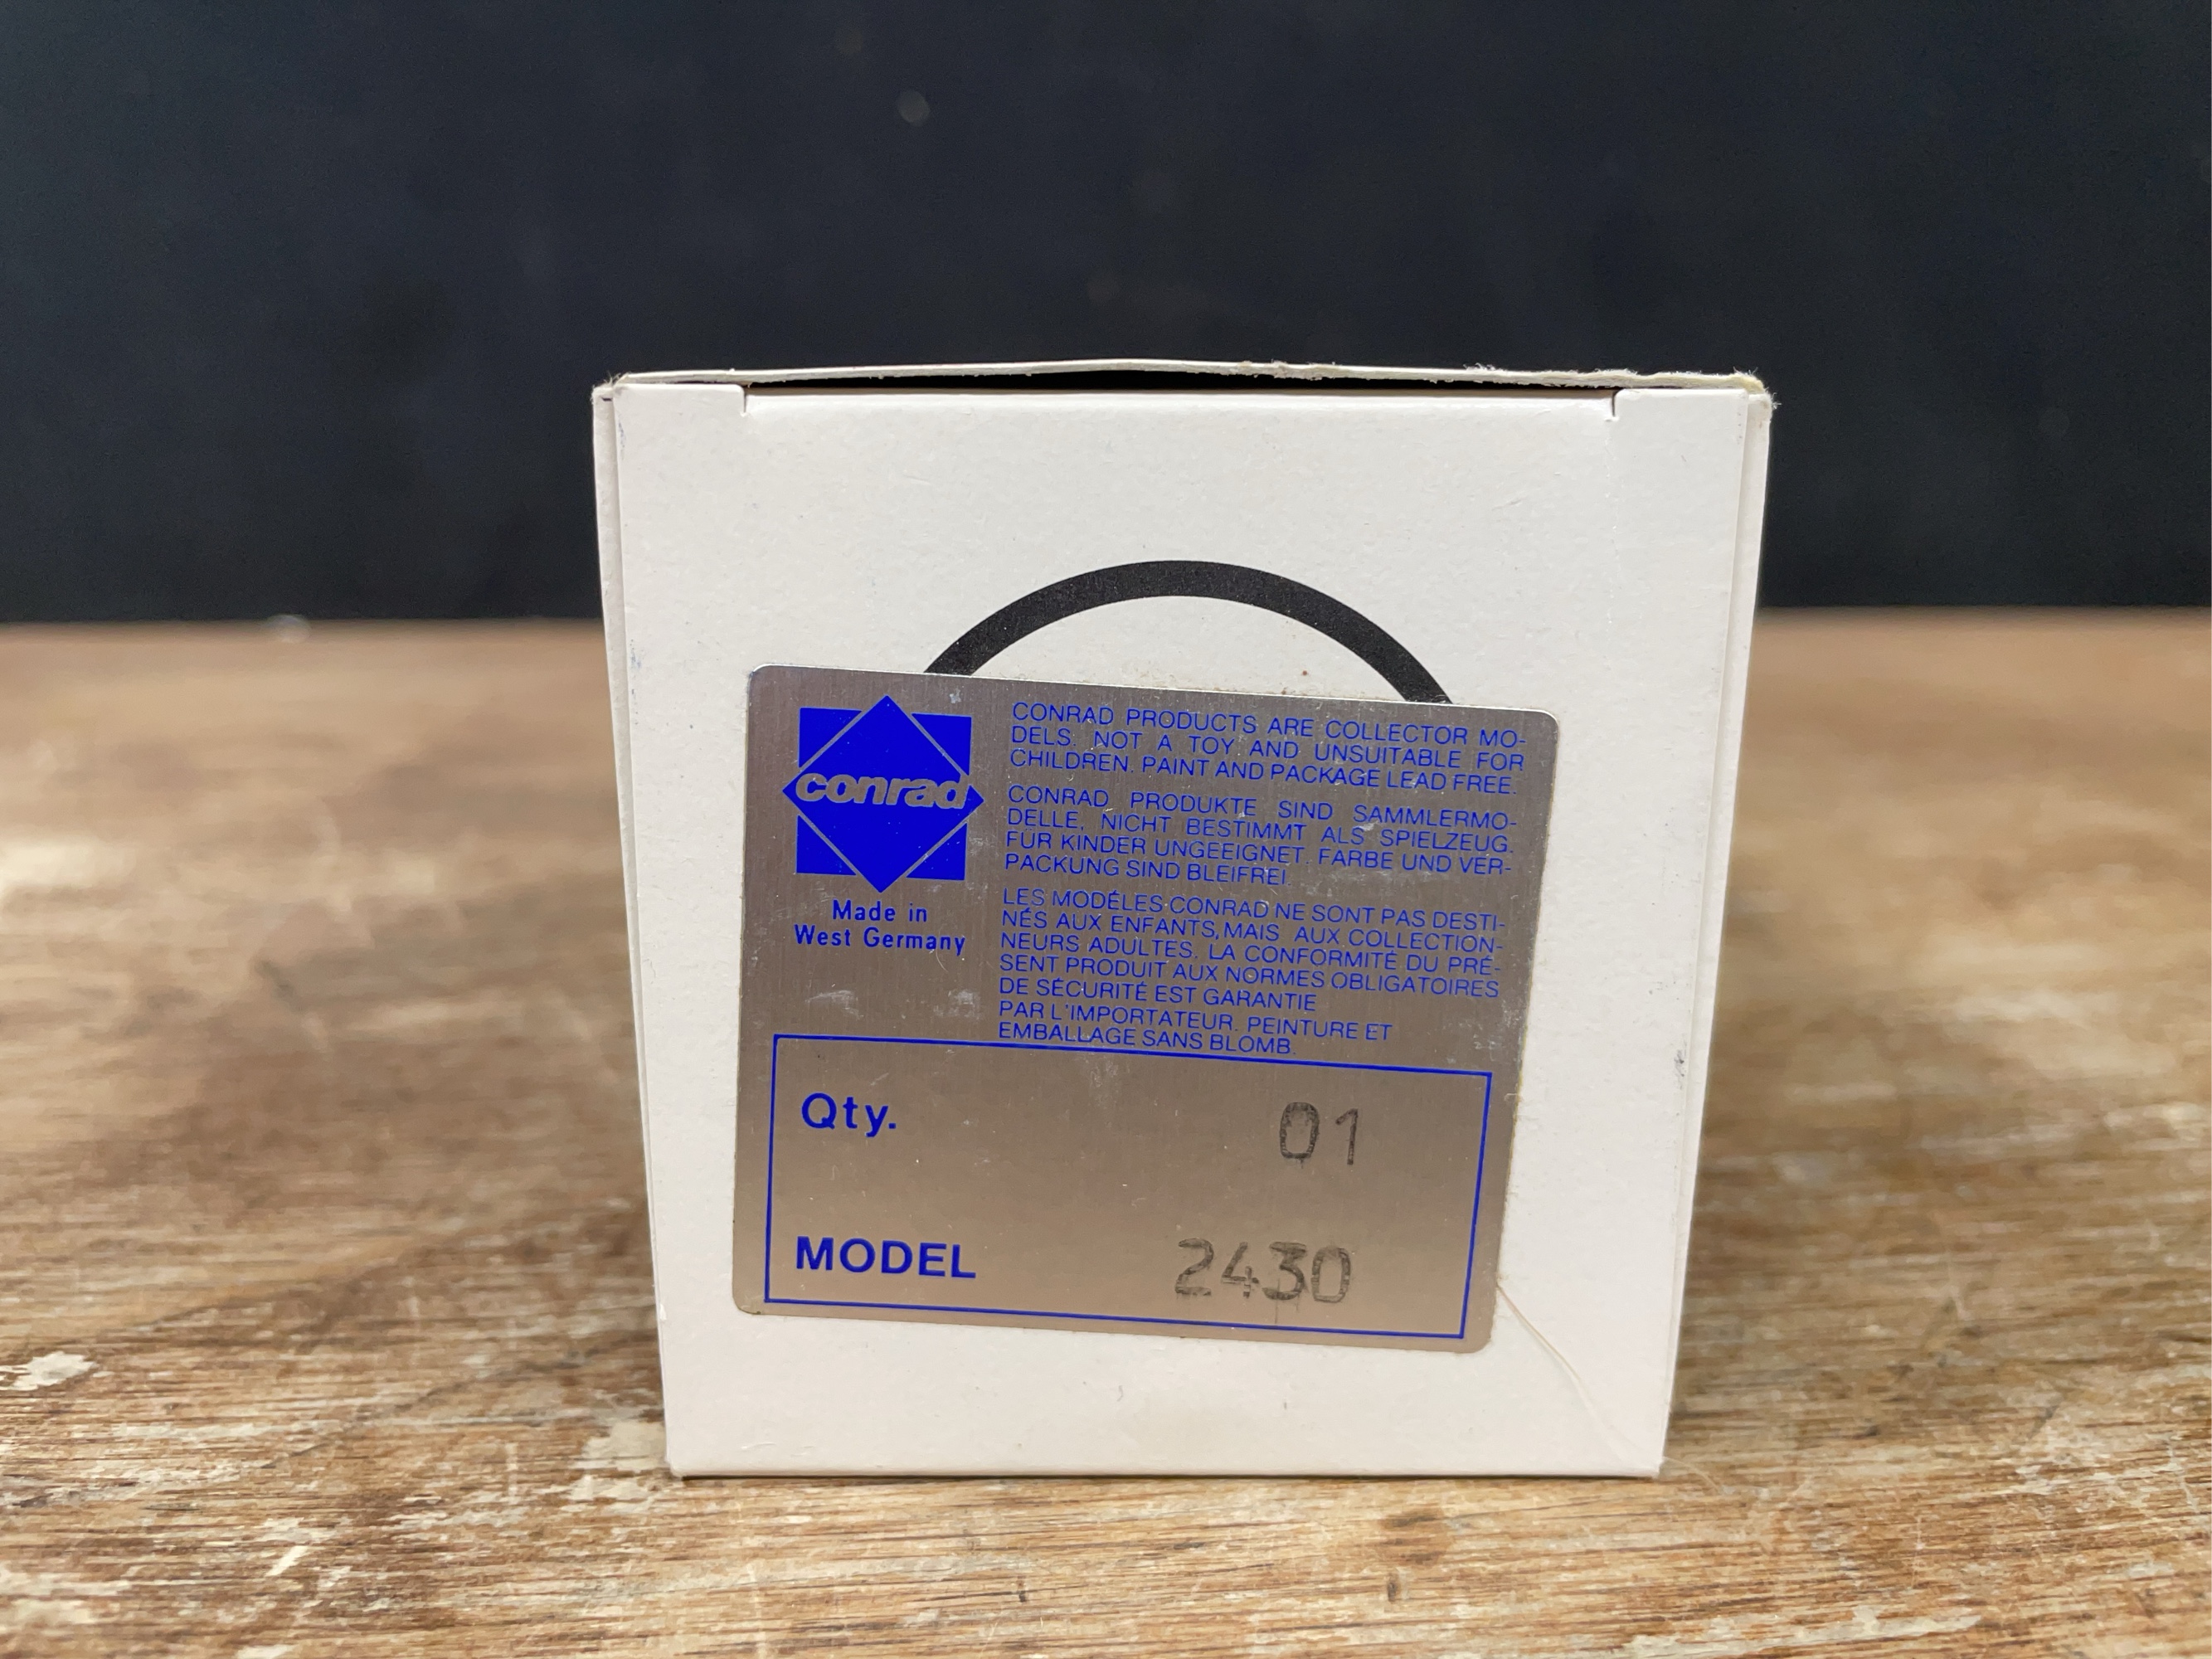 conrad
Made in
West Germany
CONRAD PRODUCTS ARE COLLECTOR MO-
DELS. NOT A TOY AND UNSUITABLE FOR
CHILDREN. PAINT AND PACKAGE LEAD FREE.
CONRAD PRODUKTE SIND SAMMLERMO-
DELLE, NICHT BESTIMMT ALS SPIELZEUG.
FÜR KINDER UNGEEIGNET. FARBE UND VER-
PACKUNG SIND BLEIFREI.
LES MODÈLES CONRAD NE SONT PAS DESTI-
NÉS AUX ENFANTS, MAIS AUX COLLECTION-
NEURS ADULTES. LA CONFORMITÉ DU PRÉ-
SENT PRODUIT AUX NORMES OBLIGATOIRES
DE SÉCURITÉ EST GARANTIE
PAR L'IMPORTATEUR. PEINTURE ET
EMBALLAGE SANS BLOMB.
Qty. 01
MODEL 2430